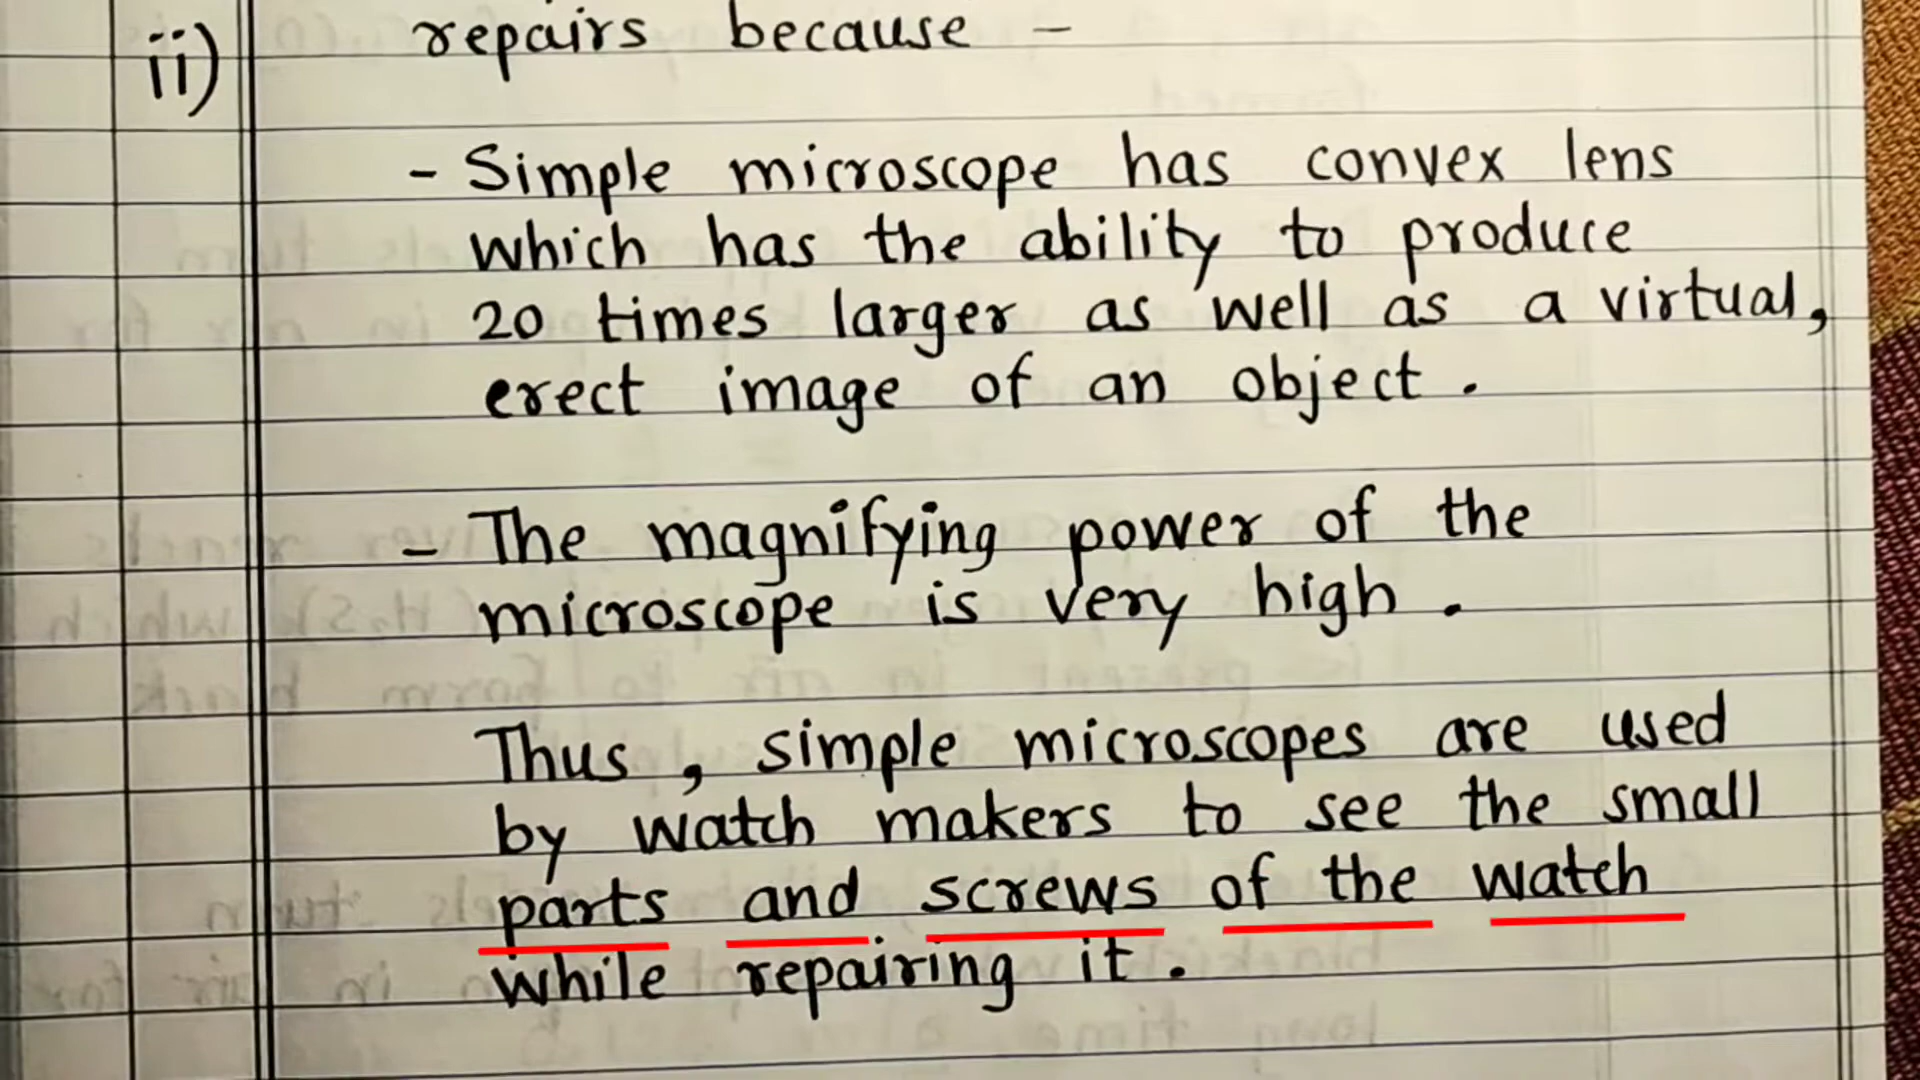 ii) repairs because -
- Simple microscope has convex lens
which has the ability to produce
20 times larger as well as a virtual,
erect image of an object.
- The magnifying power of the
microscope is very high.
Thus, simple microscopes are used
by watch makers to see the small
parts and screws of the watch
while repairing it.